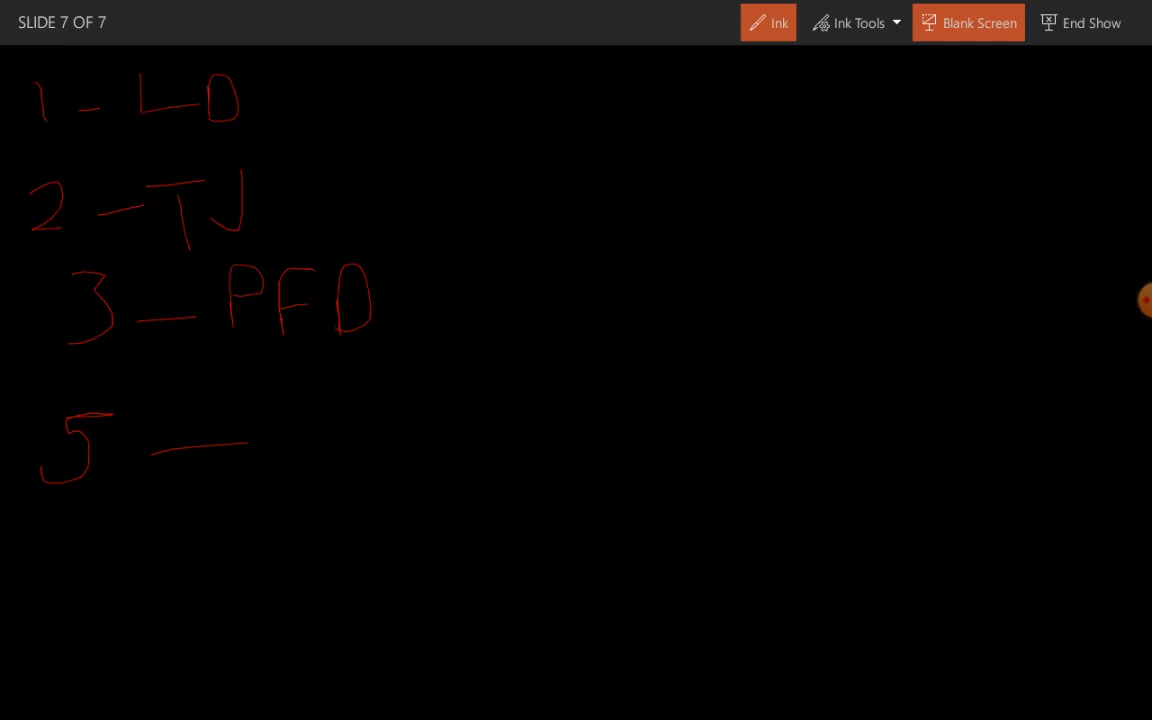 SLIDE 7 OF 7 Ink Ink Tools Blank Screen End Show
1 - LD
2 - TJ
3 - PFD
5 -